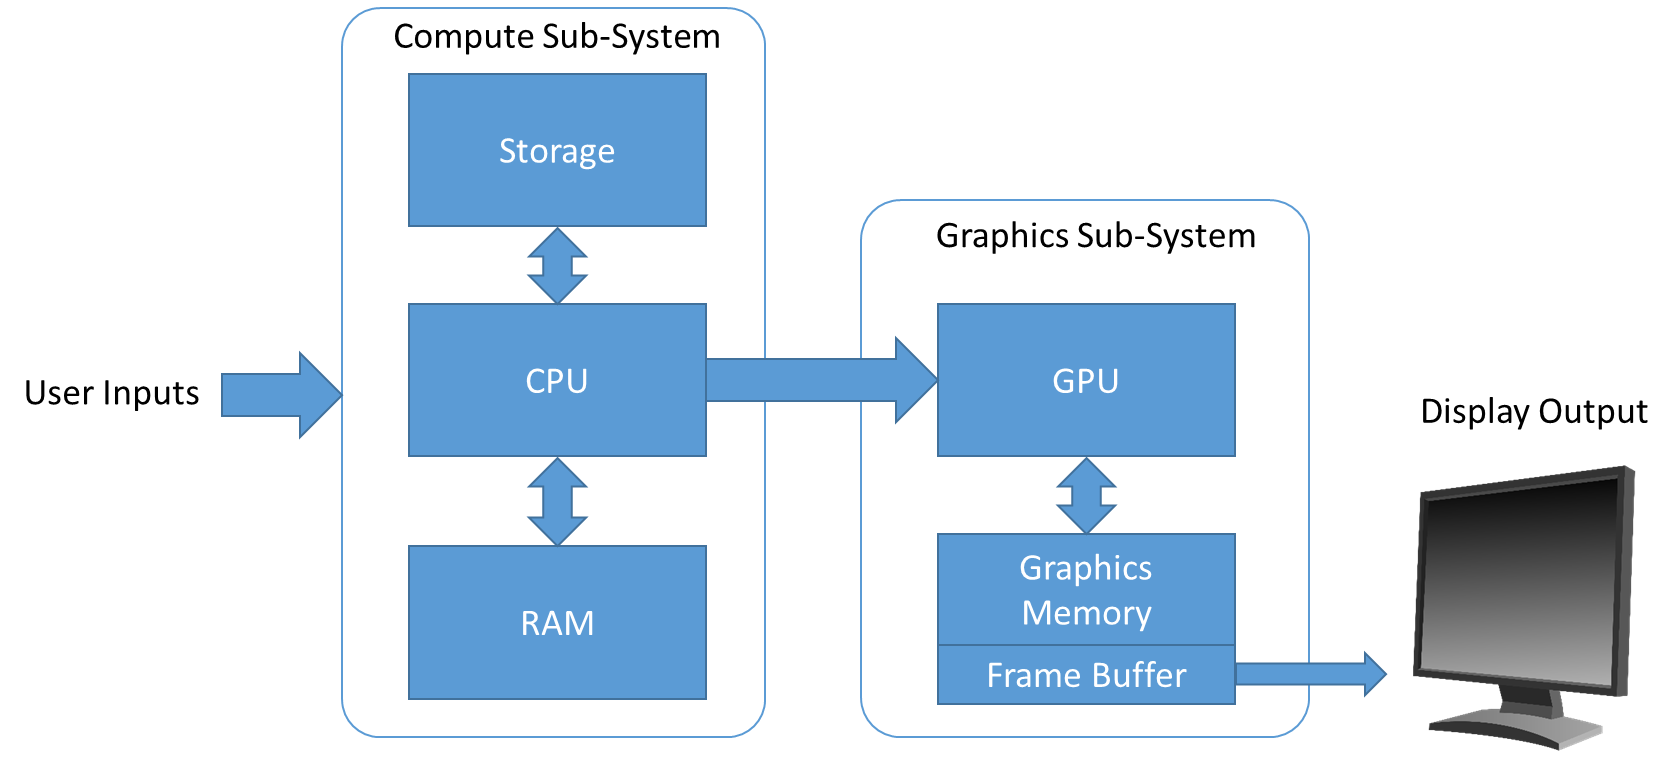 Compute Sub-System
Storage
Graphics Sub-System
CPU
GPU
User Inputs
Display Output
Graphics
Memory
RAM
Frame Buffer